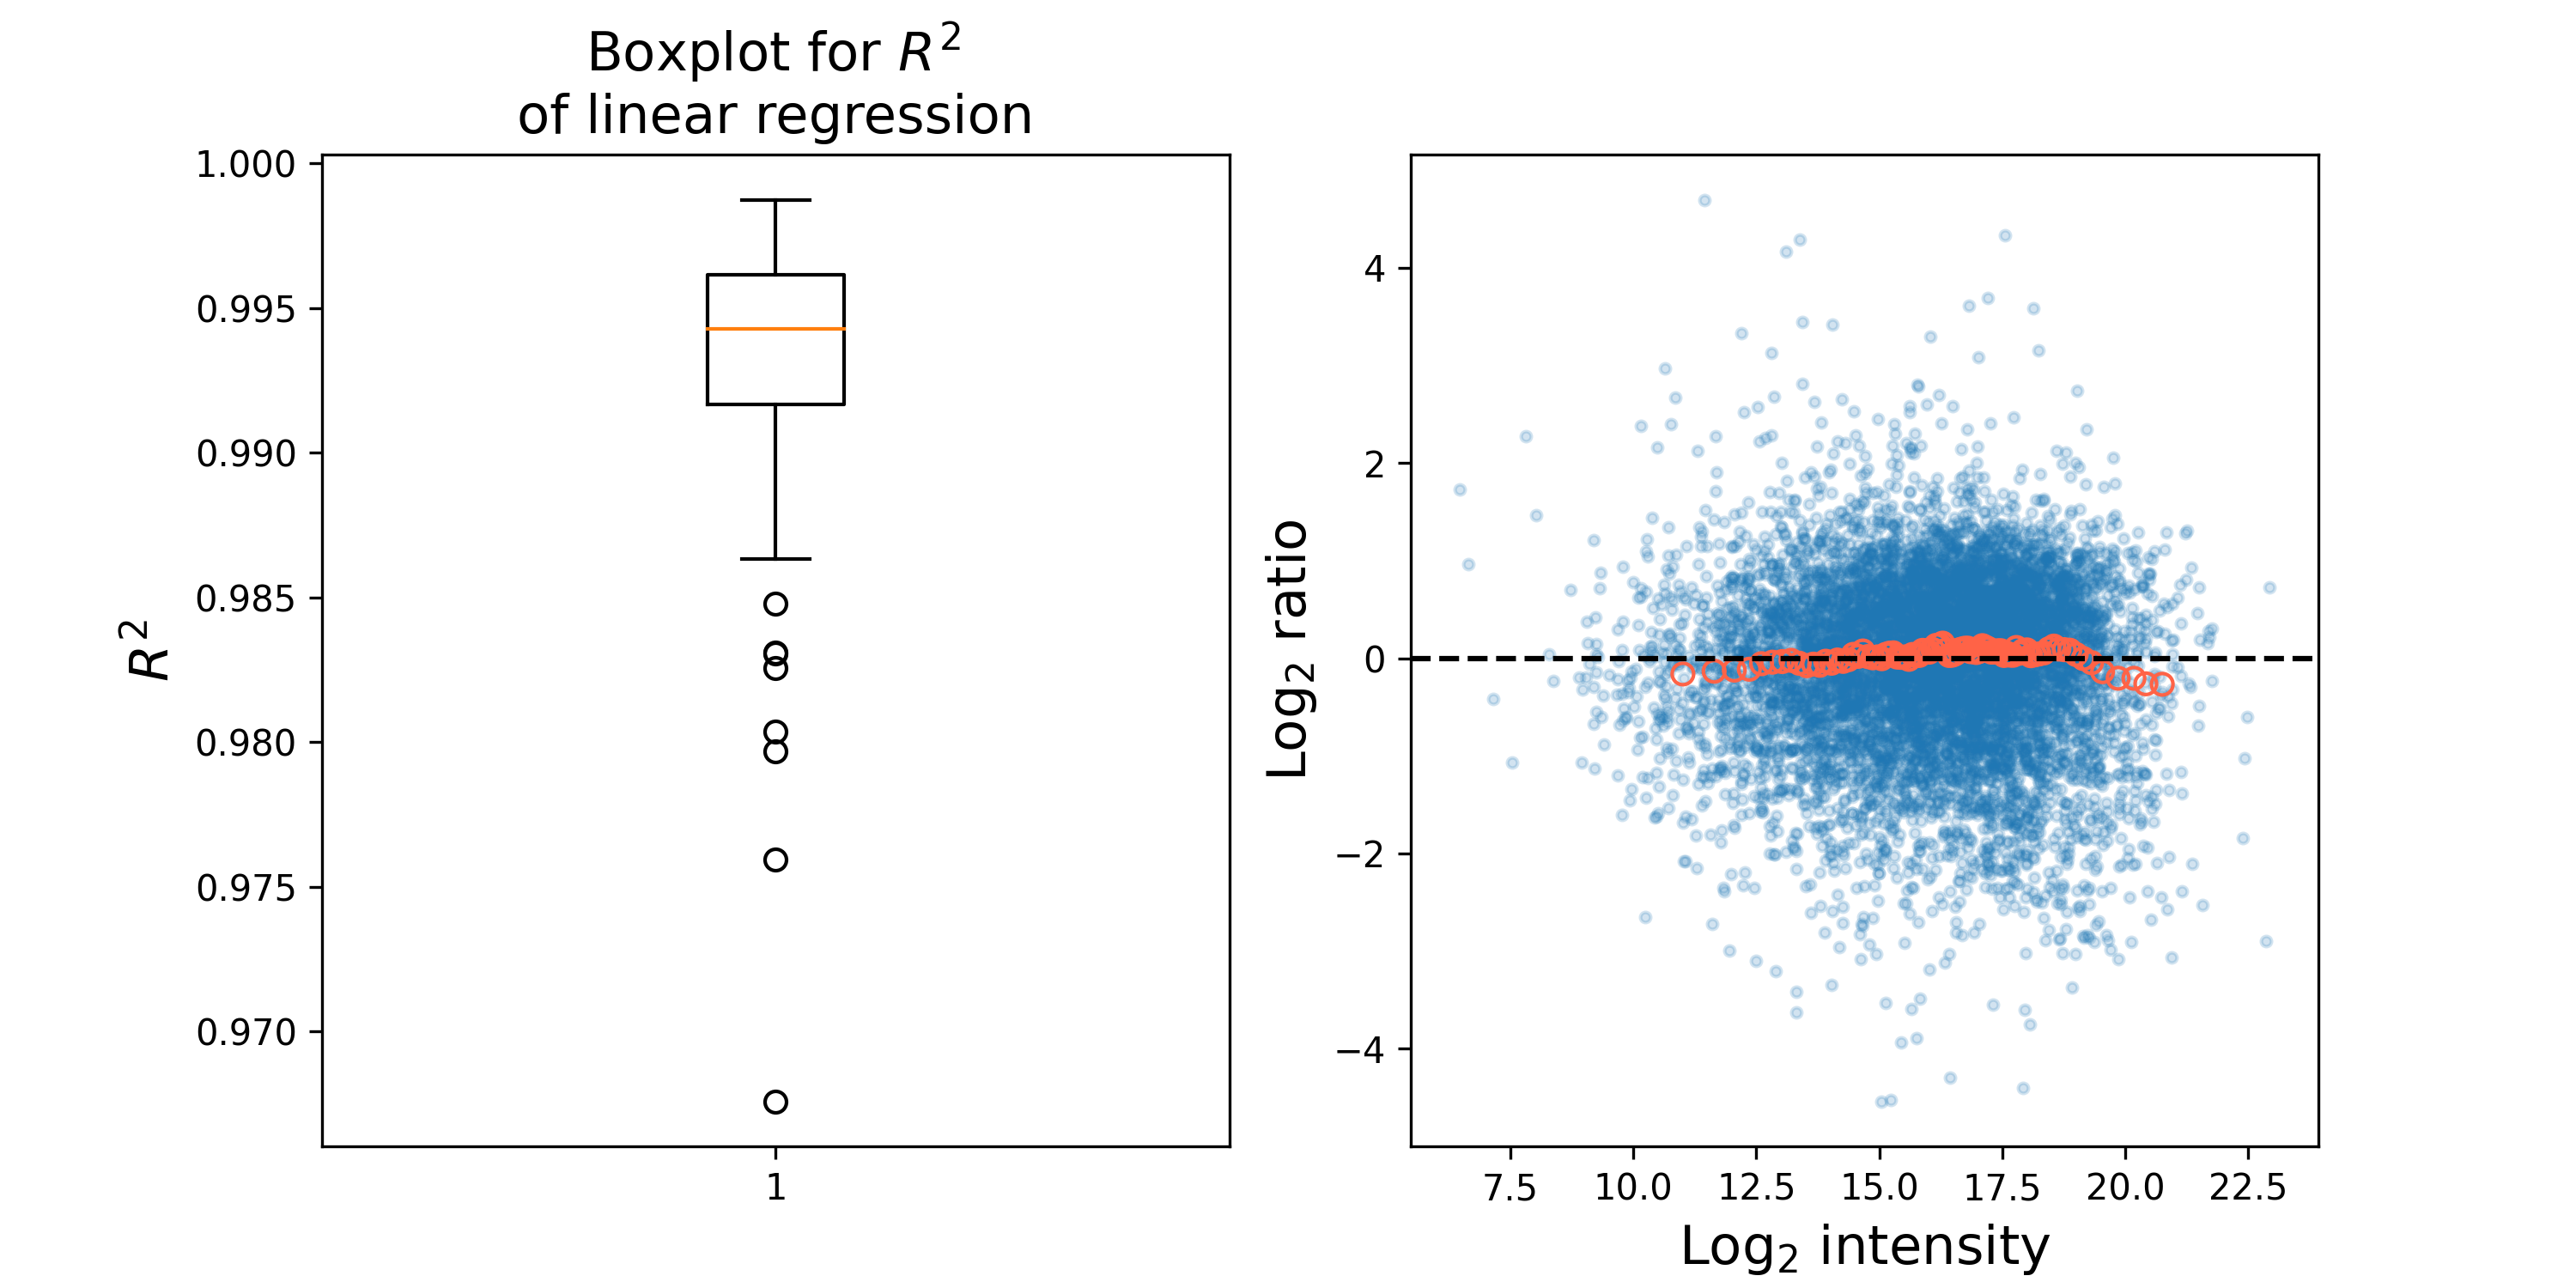 Boxplot for R²
of linear regression
1.000
0.995
0.990
0.985
0.980
0.975
0.970
R²
1
4
2
0
−2
−4
Log₂ ratio
7.5 10.0 12.5 15.0 17.5 20.0 22.5
Log₂ intensity